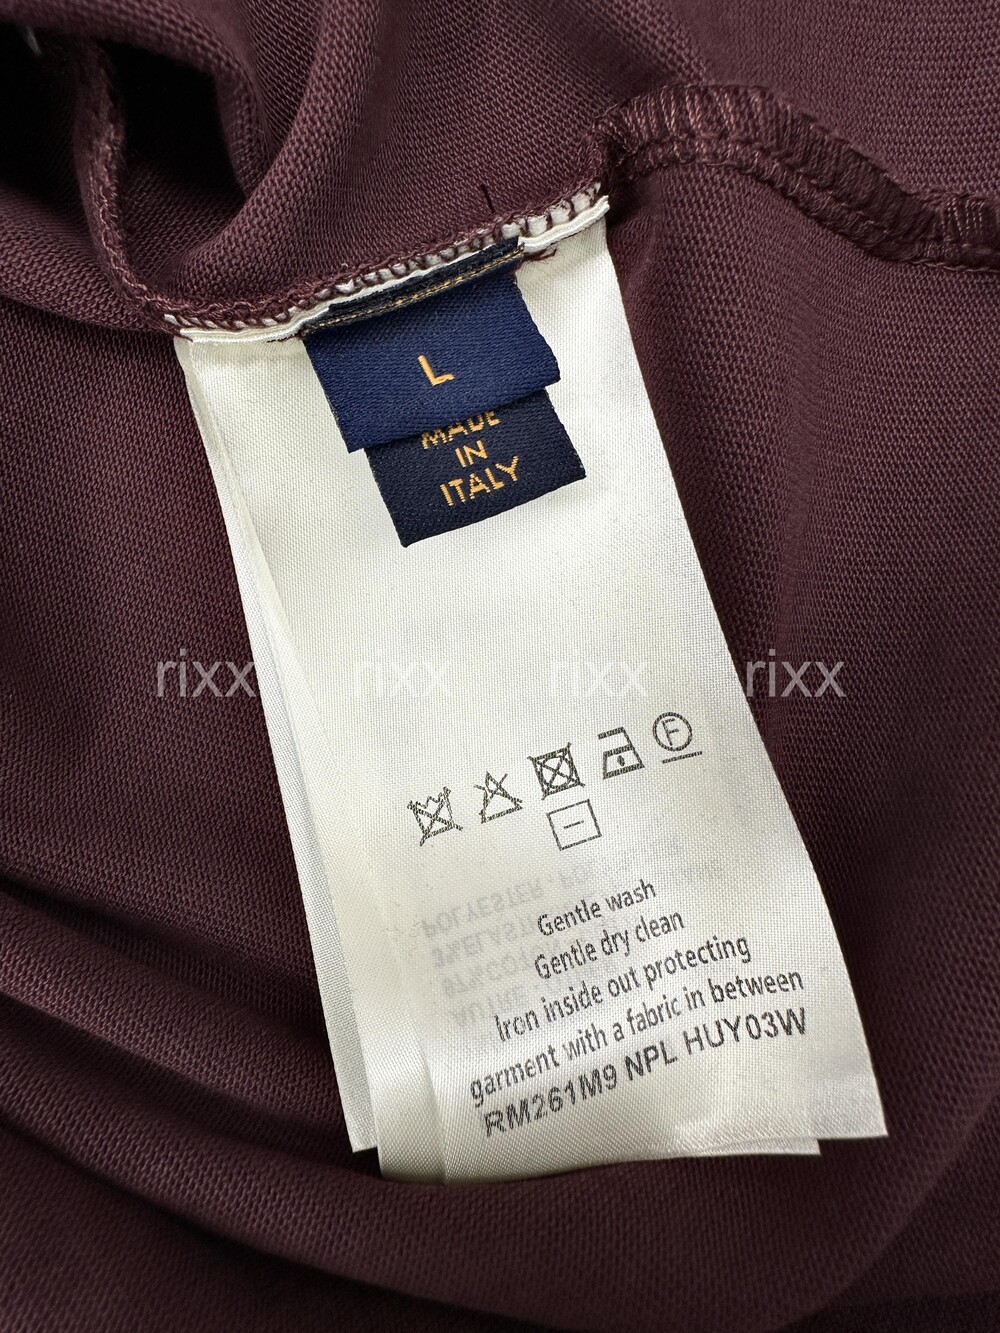 L
MADE
IN
ITALY
rixx rixx rixx rixx
F
Gentle wash
Gentle dry clean
Iron inside out protecting
garment with a fabric in between
RM261M9 NPL HUY03W